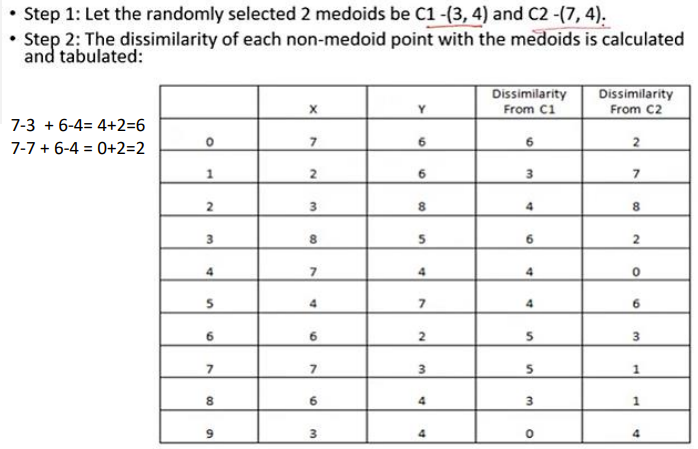 • Step 1: Let the randomly selected 2 medoids be C1 -(3, 4) and C2 -(7, 4).
• Step 2: The dissimilarity of each non-medoid point with the medoids is calculated
and tabulated:
7-3 + 6-4= 4+2=6
7-7 + 6-4 = 0+2=2
X Y Dissimilarity From C1 Dissimilarity From C2
0 7 6 6 2
1 2 6 3 7
2 3 8 4 8
3 8 5 6 2
4 7 4 4 0
5 4 7 4 6
6 6 2 5 3
7 7 3 5 1
8 6 4 3 1
9 3 4 0 4